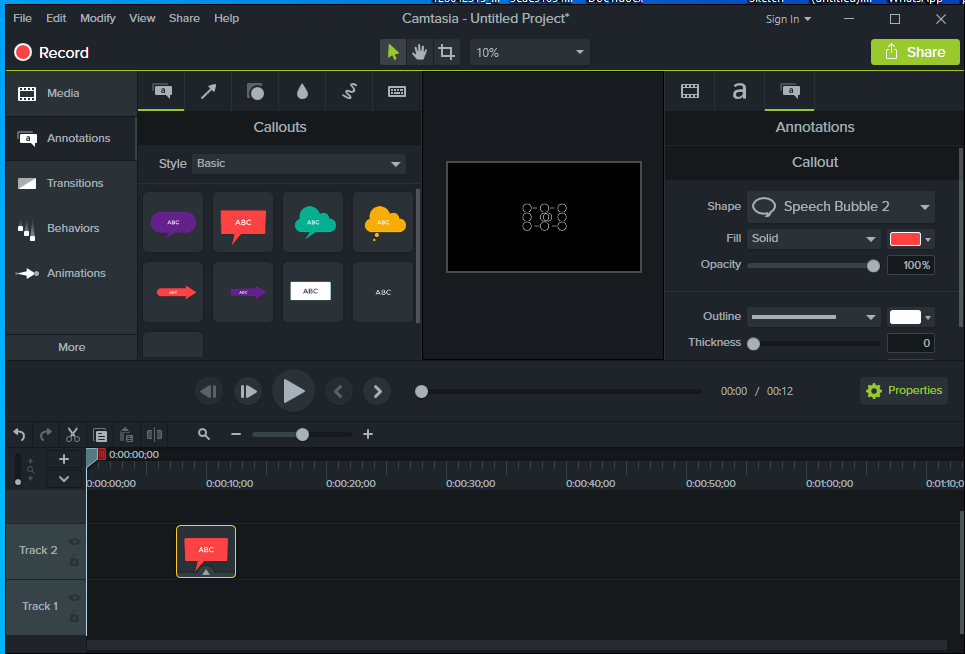 Camtasia - Untitled Project*
File Edit Modify View Share Help
Sign In
Record
10%
Share
Media
Annotations
Transitions
Behaviors
Animations
More
Callouts
Style Basic
ABC ABC ABC ABC
ABC ABC ABC ABC
Annotations
Callout
Shape Speech Bubble 2
Fill Solid
Opacity 100%
Outline
Thickness 0
00:00 / 00:12
Properties
0:00:00;00
0:00:00;00 0:00:10;00 0:00:20;00 0:00:30;00 0:00:40;00 0:00:50;00 0:01:00;00 0:01:10;0
Track 2
ABC
Track 1